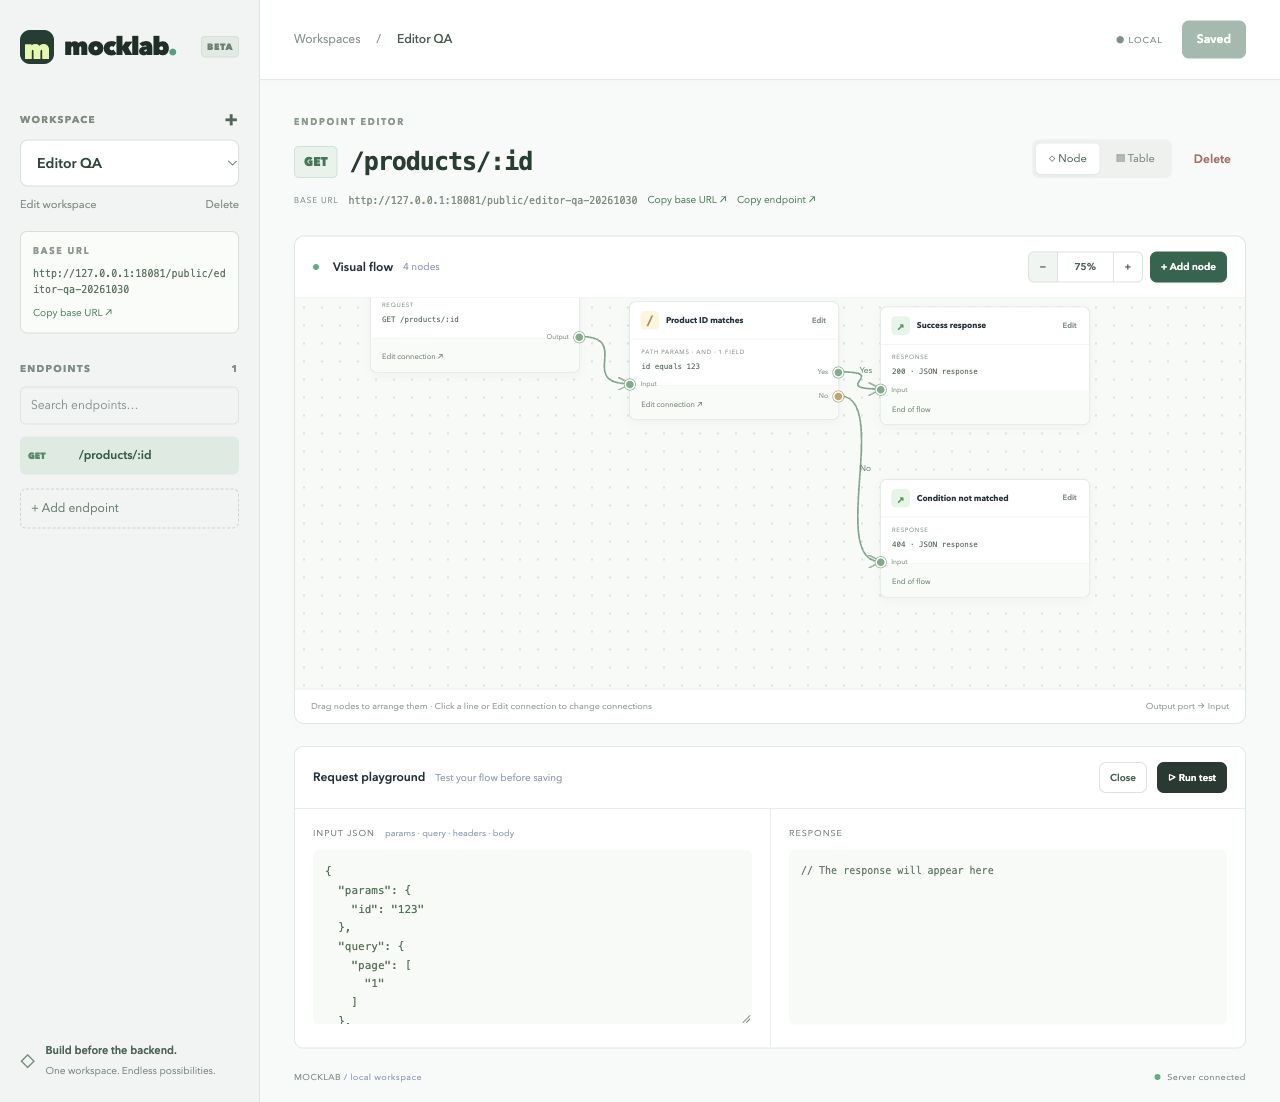 m mocklab. BETA
WORKSPACE +
Editor QA
Edit workspace Delete
BASE URL
http://127.0.0.1:18081/public/ed
itor-qa-20261030
Copy base URL ↗
ENDPOINTS 1
Search endpoints...
GET /products/:id
+ Add endpoint
Build before the backend.
One workspace. Endless possibilities.
Workspaces / Editor QA
LOCAL Saved
ENDPOINT EDITOR
GET /products/:id
Node Table Delete
BASE URL http://127.0.0.1:18081/public/editor-qa-20261030 Copy base URL ↗ Copy endpoint ↗
Visual flow 4 nodes
− 75% + + Add node
REQUEST
GET /products/:id
Output
Edit connection ↗
/ Product ID matches Edit
PATH PARAMS · AND · 1 FIELD
id equals 123
Yes
Input
No
Edit connection ↗
Yes
No
↗ Success response Edit
RESPONSE
200 · JSON response
Input
End of flow
↗ Condition not matched Edit
RESPONSE
404 · JSON response
Input
End of flow
Drag nodes to arrange them · Click a line or Edit connection to change connections
Output port → Input
Request playground Test your flow before saving
Close ▷ Run test
INPUT JSON params · query · headers · body
{
"params": {
"id": "123"
},
"query": {
"page": [
"1"
]
},
RESPONSE
// The response will appear here
MOCKLAB / local workspace
Server connected